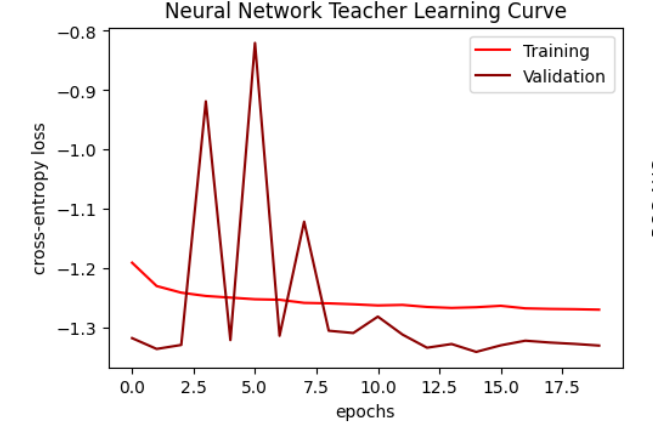 Neural Network Teacher Learning Curve
−0.8
Training
Validation
−0.9
−1.0
−1.1
−1.2
−1.3
cross-entropy loss
0.0 2.5 5.0 7.5 10.0 12.5 15.0 17.5
epochs